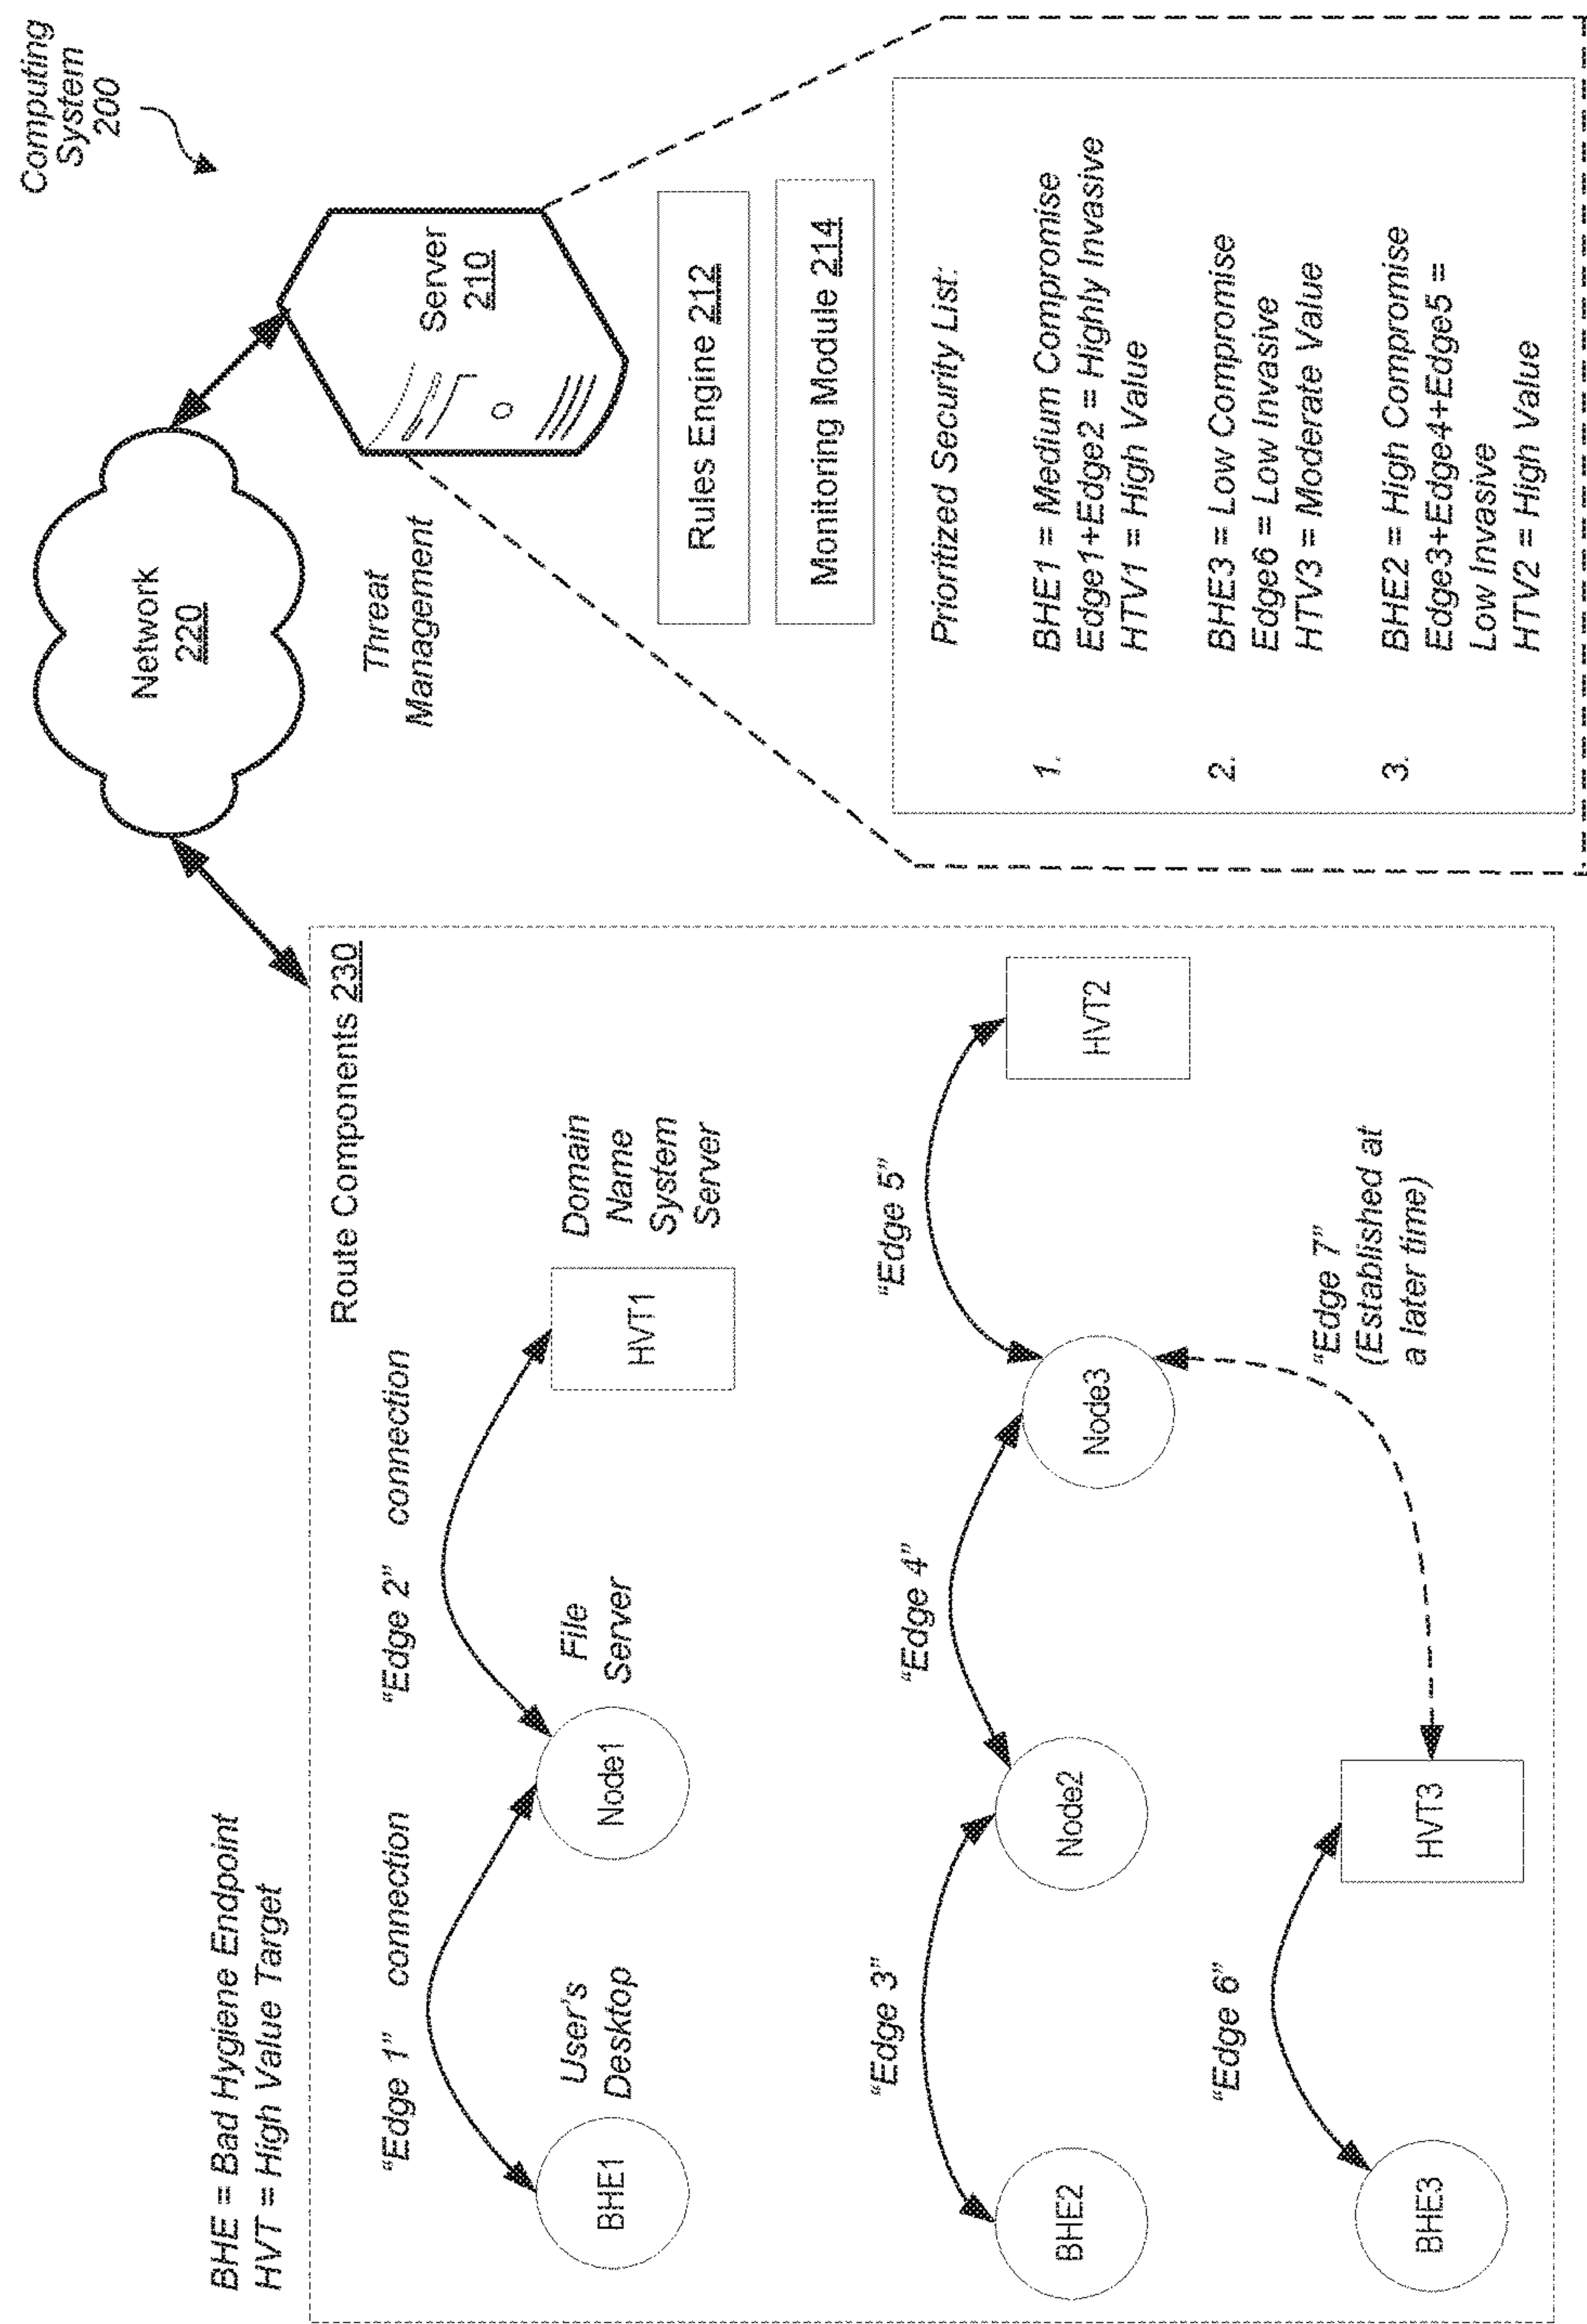 Computing
System
200
BHE = Bad Hygiene Endpoint
HVT = High Value Target
Network
220
Threat
Management
Server
210
Route Components 230
“Edge 1” connection
“Edge 2” connection
BHE1
User's
Desktop
Node1
File
Server
HVT1
Domain
Name
System
Server
“Edge 3”
“Edge 4”
“Edge 5”
BHE2
Node2
Node3
HVT2
“Edge 6”
“Edge 7”
(Established at
a later time)
BHE3
HVT3
Rules Engine 212
Monitoring Module 214
Prioritized Security List:
1. BHE1 = Medium Compromise
Edge1+Edge2 = Highly Invasive
HTV1 = High Value
2. BHE3 = Low Compromise
Edge6 = Low Invasive
HTV3 = Moderate Value
3. BHE2 = High Compromise
Edge3+Edge4+Edge5 =
Low Invasive
HTV2 = High Value